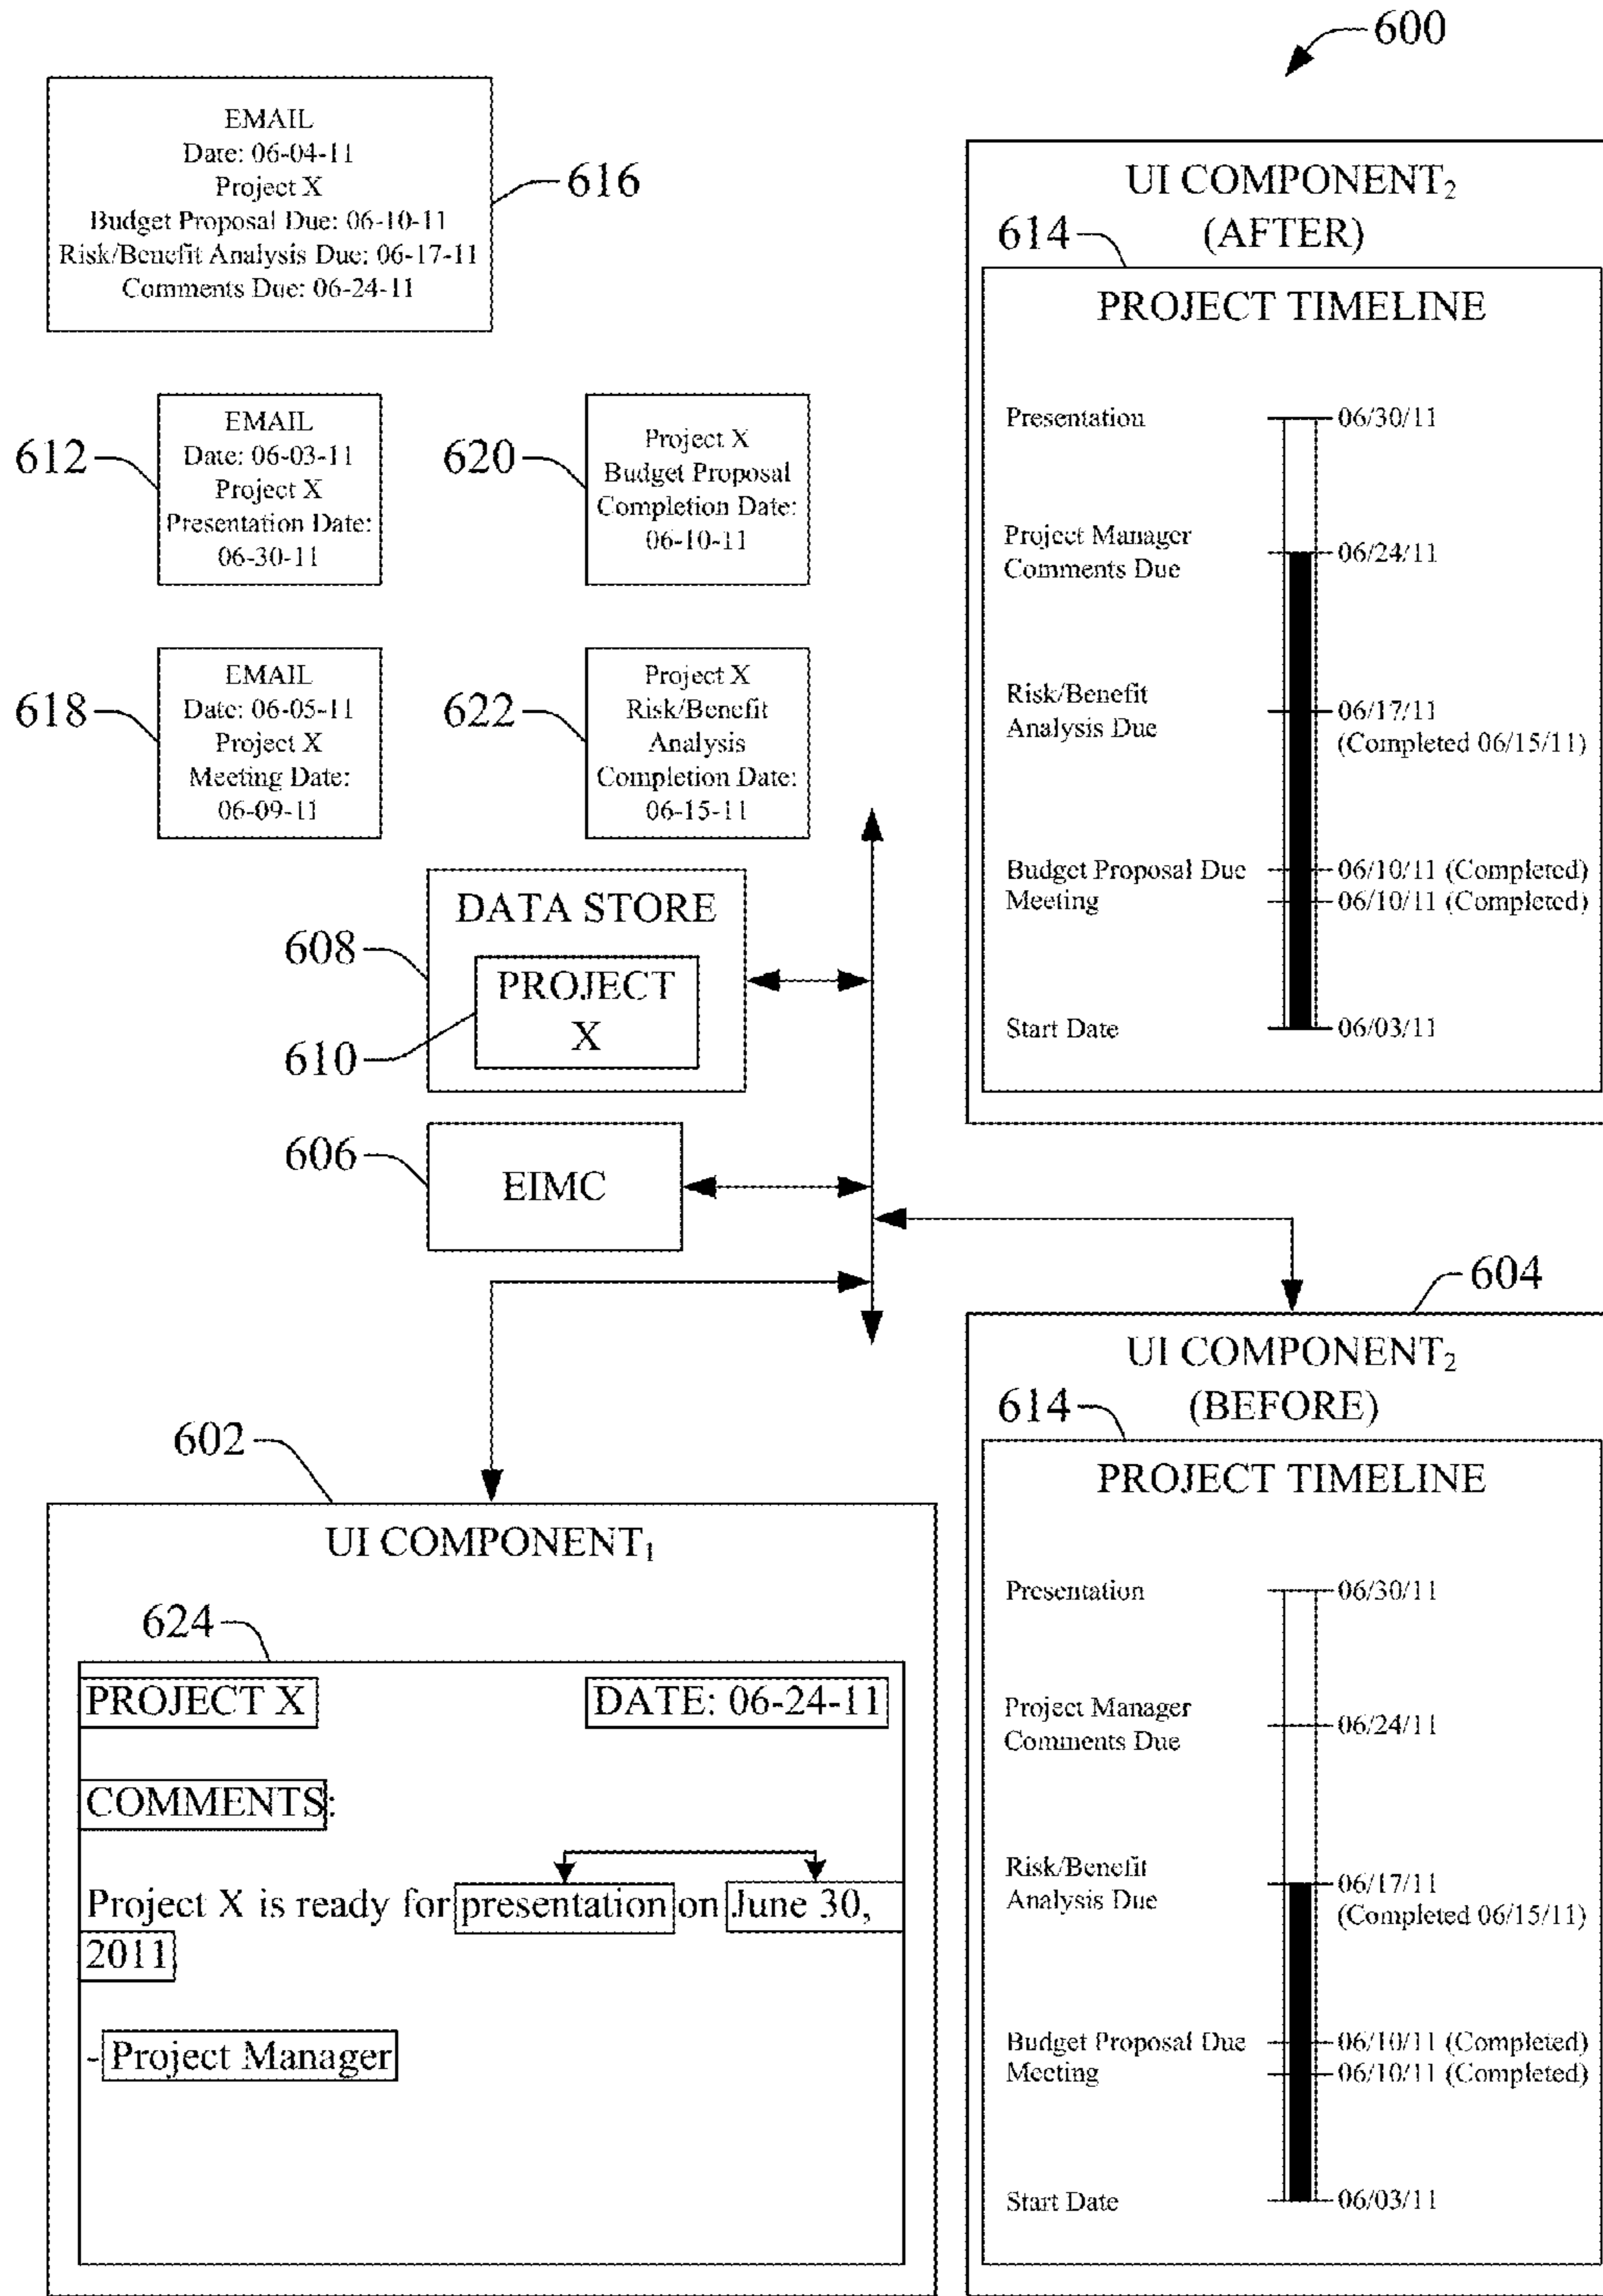 600
EMAIL
Date: 06-04-11
Project X
Budget Proposal Due: 06-10-11
Risk/Benefit Analysis Due: 06-17-11
Comments Due: 06-24-11
616
612
EMAIL
Date: 06-03-11
Project X
Presentation Date:
06-30-11
620
Project X
Budget Proposal
Completion Date:
06-10-11
618
EMAIL
Date: 06-05-11
Project X
Meeting Date:
06-09-11
622
Project X
Risk/Benefit
Analysis
Completion Date:
06-15-11
608
DATA STORE
610
PROJECT
X
606
EIMC
UI COMPONENT₂
(AFTER)
614
PROJECT TIMELINE
Presentation 06/30/11
Project Manager
Comments Due 06/24/11
Risk/Benefit
Analysis Due 06/17/11
(Completed 06/15/11)
Budget Proposal Due 06/10/11 (Completed)
Meeting 06/10/11 (Completed)
Start Date 06/03/11
604
UI COMPONENT₂
(BEFORE)
614
PROJECT TIMELINE
Presentation 06/30/11
Project Manager
Comments Due 06/24/11
Risk/Benefit
Analysis Due 06/17/11
(Completed 06/15/11)
Budget Proposal Due 06/10/11 (Completed)
Meeting 06/10/11 (Completed)
Start Date 06/03/11
602
UI COMPONENT₁
624
PROJECT X DATE: 06-24-11
COMMENTS:
Project X is ready for presentation on June 30,
2011
- Project Manager